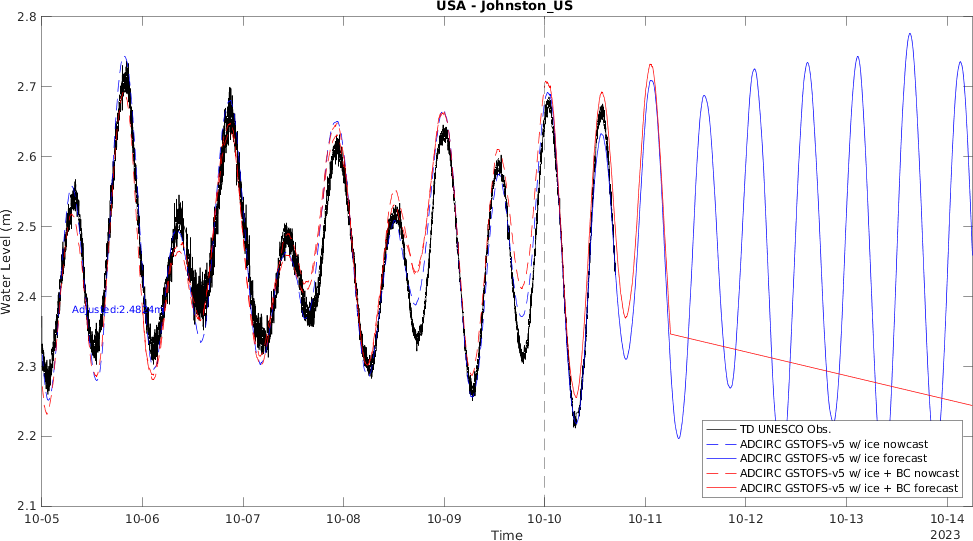 USA - Johnston_US
2.8
2.7
2.6
2.5
2.4
2.3
2.2
2.1
Water Level (m)
TD UNESCO Obs.
ADCIRC GSTOFS-v5 w/ ice nowcast
ADCIRC GSTOFS-v5 w/ ice forecast
ADCIRC GSTOFS-v5 w/ ice + BC nowcast
ADCIRC GSTOFS-v5 w/ ice + BC forecast
10-05 10-06 10-07 10-08 10-09 10-10 10-11 10-12 10-13 10-14
Time
2023